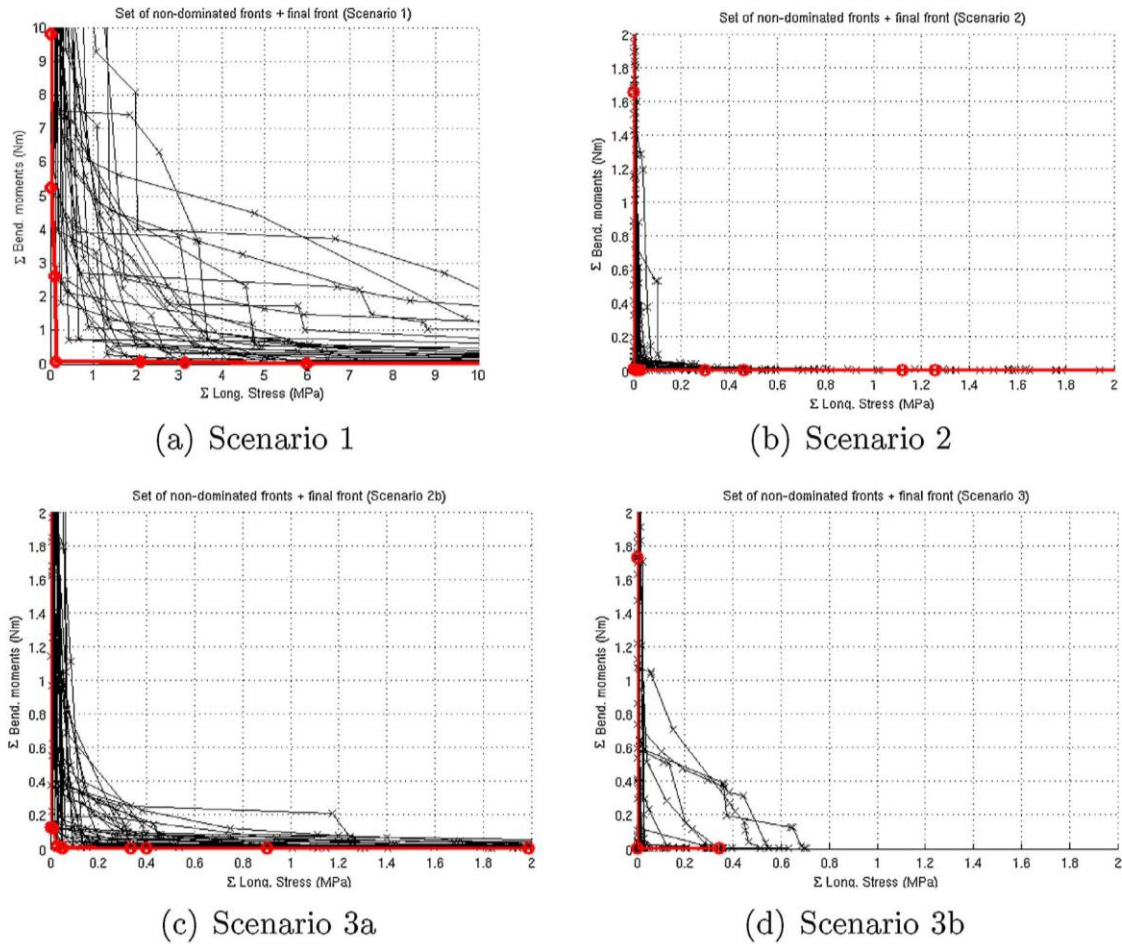 Set of non-dominated fronts + final front (Scenario 1)
10
9
8
7
6
5
4
3
2
1
0
Σ Bend. moments (Nm)
0 1 2 3 4 5 6 7 8 9 10
Σ Long. Stress (MPa)
(a) Scenario 1
Set of non-dominated fronts + final front (Scenario 2)
2
1.8
1.6
1.4
1.2
1
0.8
0.6
0.4
0.2
0
Σ Bend. moments (Nm)
0 0.2 0.4 0.6 0.8 1 1.2 1.4 1.6 1.8 2
Σ Long. Stress (MPa)
(b) Scenario 2
Set of non-dominated fronts + final front (Scenario 2b)
2
1.8
1.6
1.4
1.2
1
0.8
0.6
0.4
0.2
0
Σ Bend. moments (Nm)
0 0.2 0.4 0.6 0.8 1 1.2 1.4 1.6 1.8 2
Σ Long. Stress (MPa)
(c) Scenario 3a
Set of non-dominated fronts + final front (Scenario 3)
2
1.8
1.6
1.4
1.2
1
0.8
0.6
0.4
0.2
0
Σ Bend. moments (Nm)
0 0.2 0.4 0.6 0.8 1 1.2 1.4 1.6 1.8 2
Σ Long. Stress (MPa)
(d) Scenario 3b